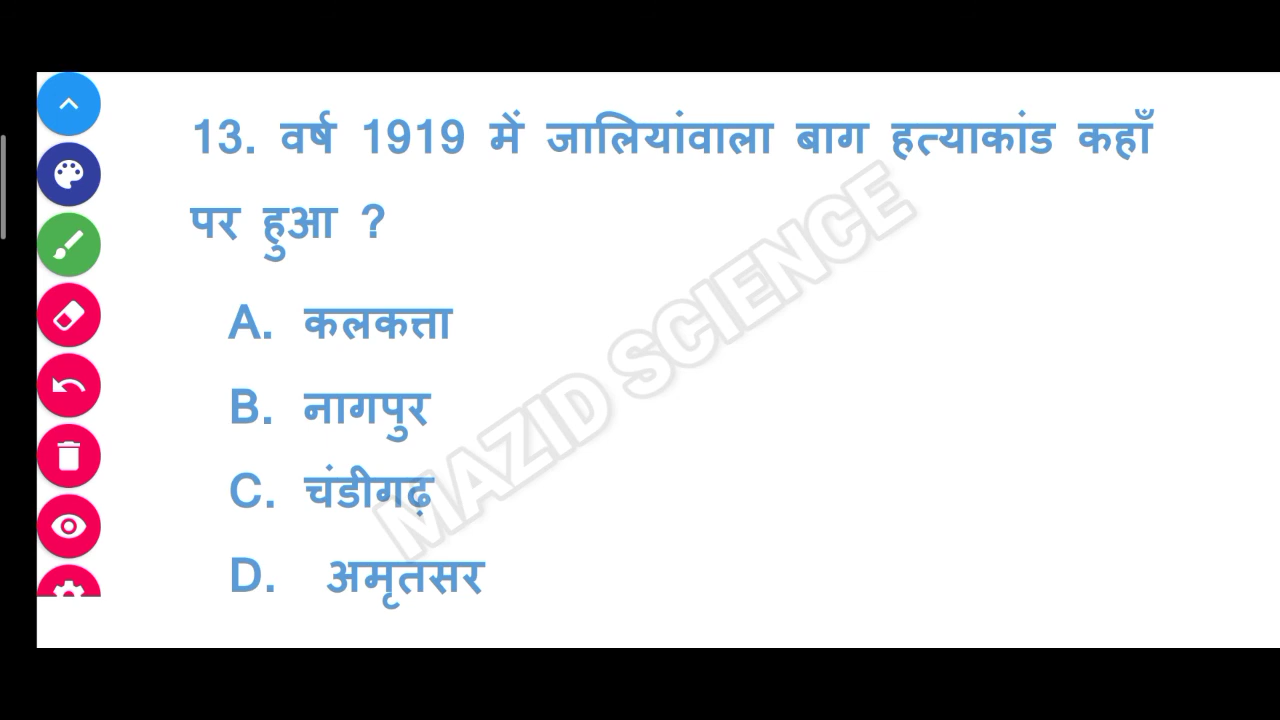 13. वर्ष 1919 में जालियांवाला बाग हत्याकांड कहाँ
पर हुआ ?
A. कलकत्ता
B. नागपुर
C. चंडीगढ़
D. अमृतसर
MAZID SCIENCE